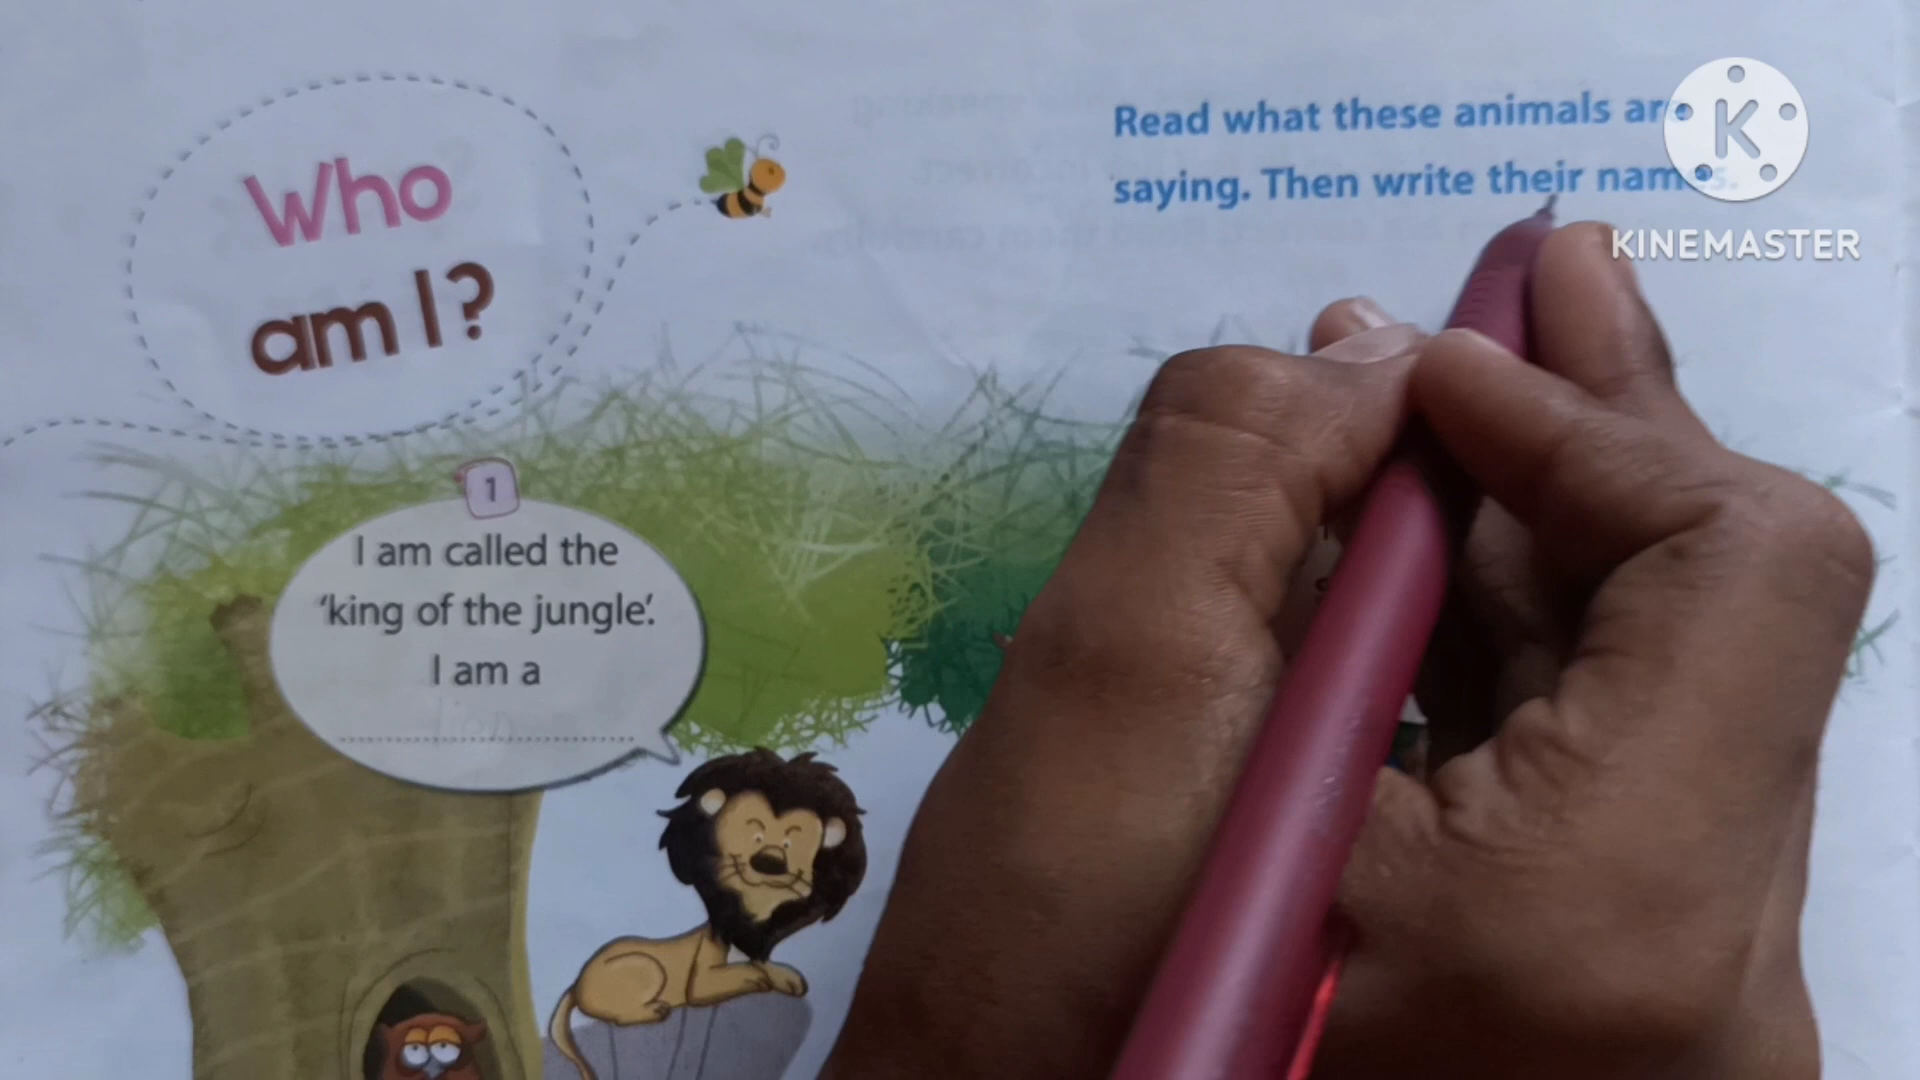 Who
am I?
Read what these animals are
saying. Then write their names.
K
KINEMASTER
1
I am called the
'king of the jungle'.
I am a